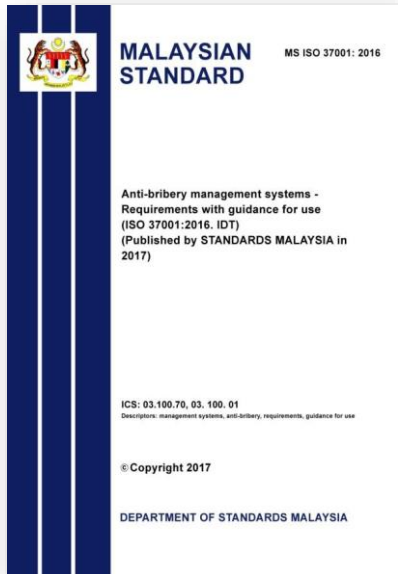 MALAYSIAN
STANDARD
MS ISO 37001: 2016
Anti-bribery management systems -
Requirements with guidance for use
(ISO 37001:2016. IDT)
(Published by STANDARDS MALAYSIA in
2017)
ICS: 03.100.70, 03. 100. 01
Descriptors: management systems, anti-bribery, requirements, guidance for use
©Copyright 2017
DEPARTMENT OF STANDARDS MALAYSIA